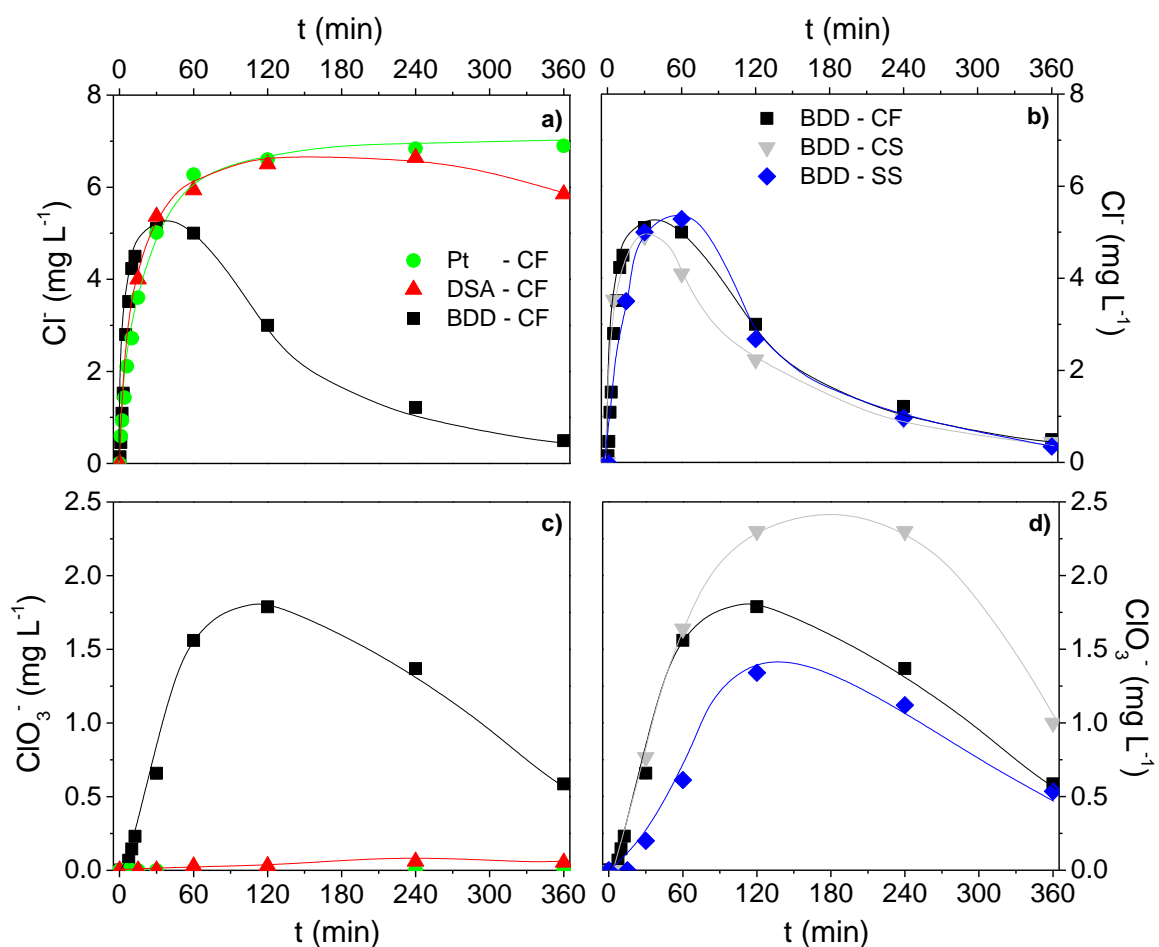 t (min)
t (min)
0 60 120 240 300 360
0 60 120 240 300 360
8
6
4
2
0
Cl⁻ (mg L⁻¹)
a)
Pt - CF
DSA - CF
BDD - CF
b)
BDD - CF
BDD - CS
BDD - SS
8
6
4
2
0
Cl⁻ (mg L⁻¹)
2.5
2.0
1.5
1.0
0.5
0.0
ClO₃⁻ (mg L⁻¹)
c)
d)
2.5
2.0
1.5
1.0
0.5
0.0
ClO₃⁻ (mg L⁻¹)
0 60 120 180 240 300 360
0 60 120 180 240 300 360
t (min)
t (min)